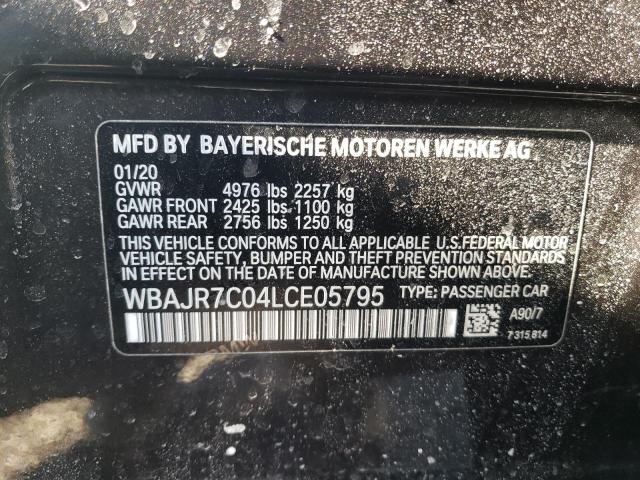 MFD BY BAYERISCHE MOTOREN WERKE AG
01/20
GVWR 4976 lbs 2257 kg
GAWR FRONT 2425 lbs 1100 kg
GAWR REAR 2756 lbs 1250 kg
THIS VEHICLE CONFORMS TO ALL APPLICABLE U.S.FEDERAL MOTOR
VEHICLE SAFETY, BUMPER AND THEFT PREVENTION STANDARDS
IN EFFECT ON THE DATE OF MANUFACTURE SHOWN ABOVE.
WBAJR7C04LCE05795 TYPE: PASSENGER CAR
A90/7
7 315.814